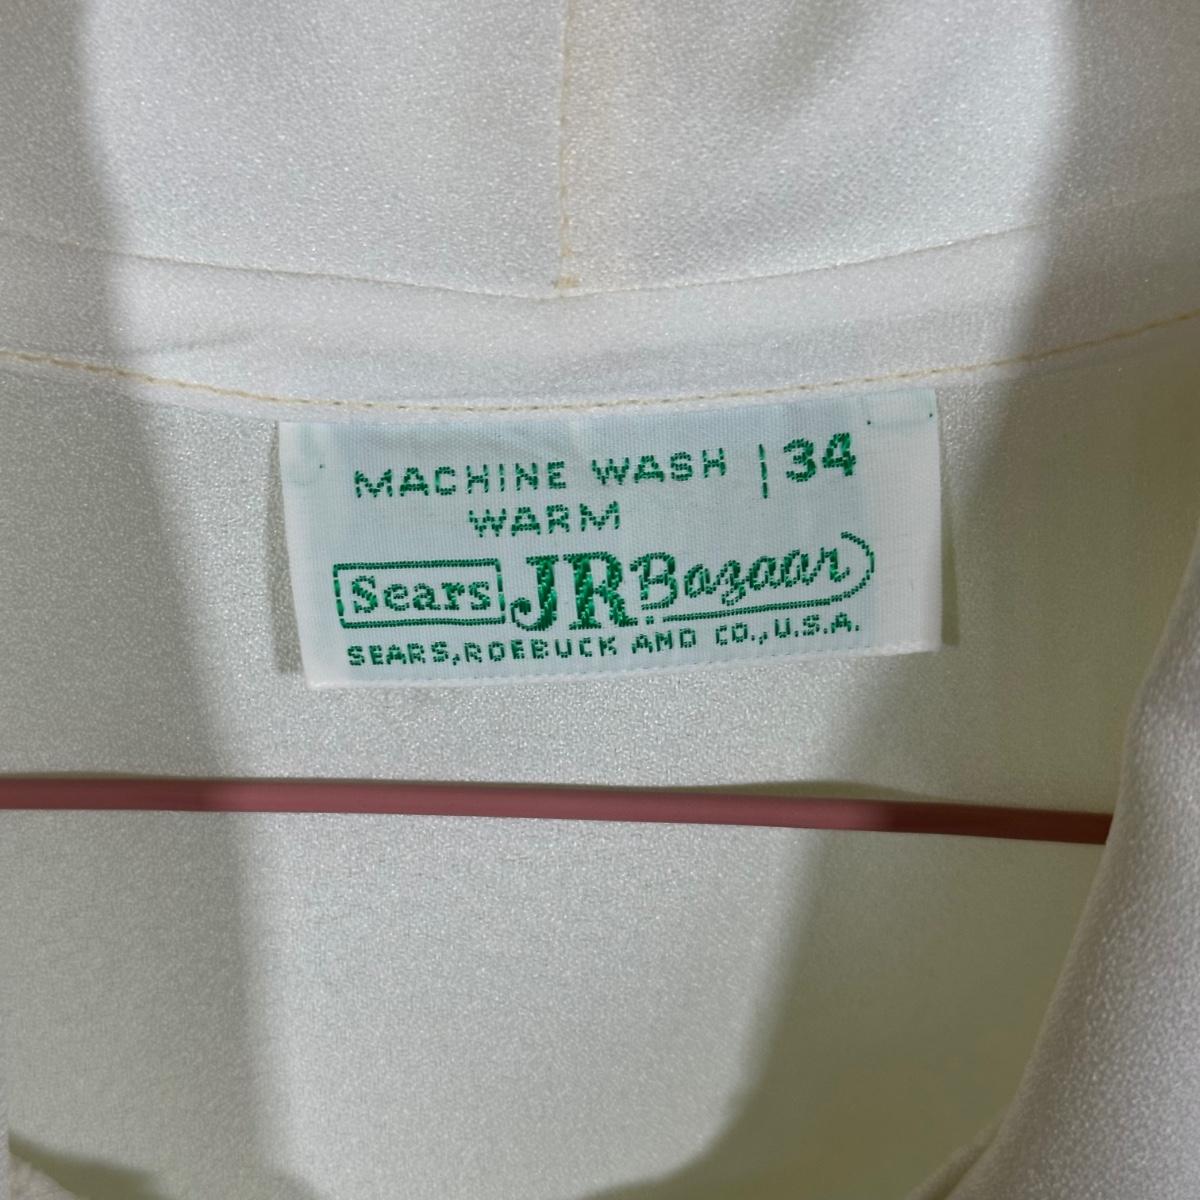 MACHINE WASH | 34
WARM
Sears JR Bazaar
SEARS, ROEBUCK AND CO., U.S.A.